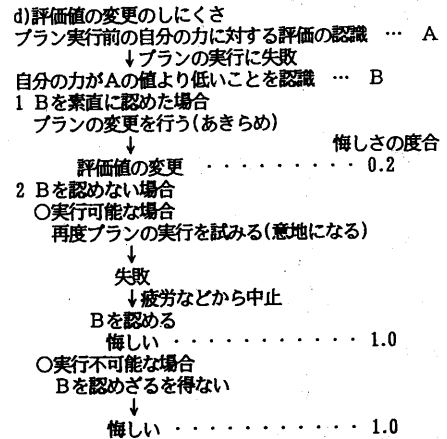 d)評価値の変更のしにくさ
プラン実行前の自分の力に対する評価の認識 … A
↓プランの実行に失敗
自分の力がAの値より低いことを認識 … B
1 Bを素直に認めた場合
プランの変更を行う(あきらめ)
↓ 悔しさの度合
評価値の変更 ・・・・・・・・・ 0.2
2 Bを認めない場合
○実行可能な場合
再度プランの実行を試みる(意地になる)
↓
失敗
↓疲労などから中止
Bを認める
悔しい ・・・・・・・・・・・ 1.0
○実行不可能な場合
Bを認めざるを得ない
↓
悔しい ・・・・・・・・・・・ 1.0